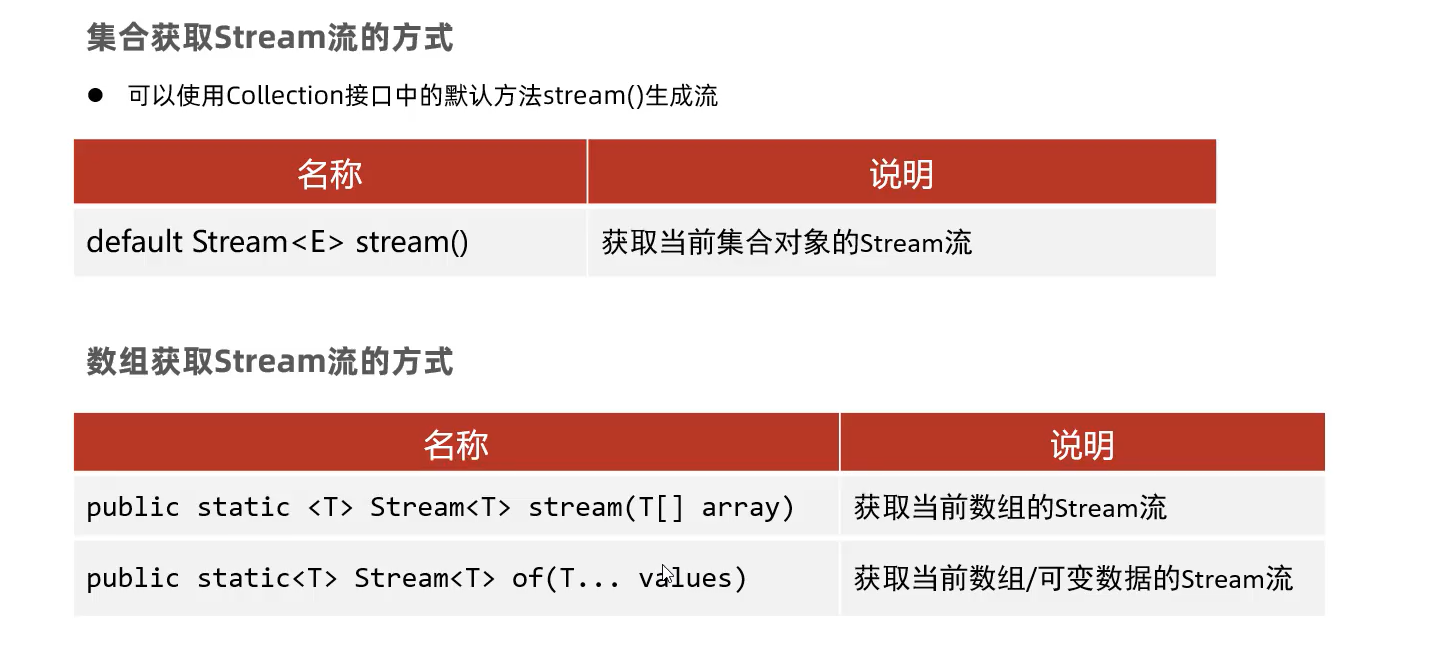 集合获取Stream流的方式
● 可以使用Collection接口中的默认方法stream()生成流
名称 说明
default Stream<E> stream() 获取当前集合对象的Stream流
数组获取Stream流的方式
名称 说明
public static <T> Stream<T> stream(T[] array) 获取当前数组的Stream流
public static<T> Stream<T> of(T... values) 获取当前数组/可变数据的Stream流